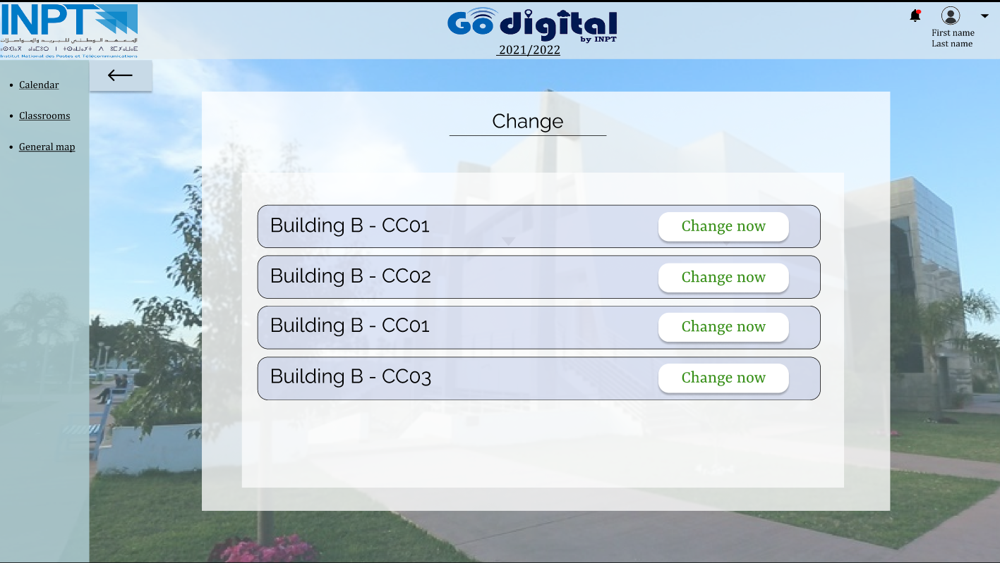 INPT
المعهد الوطني للبريد والمواصلات
Institut National des Postes et Télécommunications
Go digital
by INPT
2021/2022
First name
Last name
Calendar
Classrooms
General map
Change
Building B - CC01
Change now
Building B - CC02
Change now
Building B - CC01
Change now
Building B - CC03
Change now